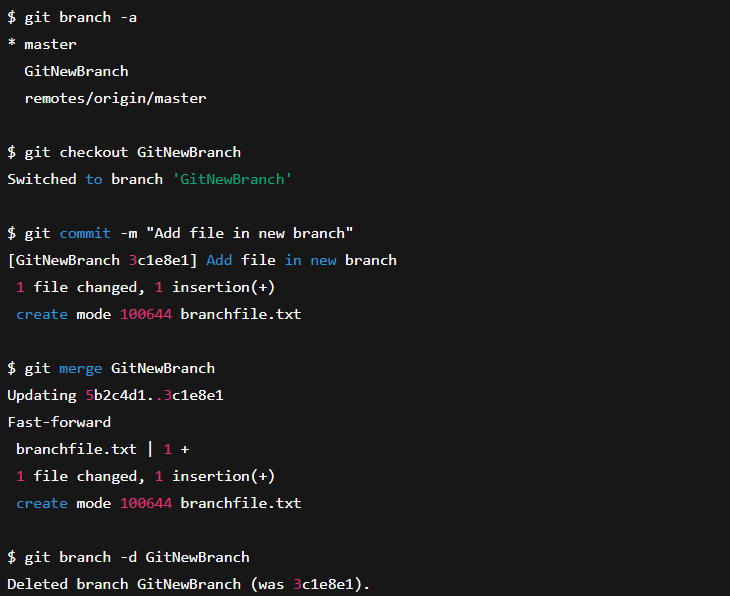 $ git branch -a
* master
  GitNewBranch
  remotes/origin/master
$ git checkout GitNewBranch
Switched to branch 'GitNewBranch'
$ git commit -m "Add file in new branch"
[GitNewBranch 3c1e8e1] Add file in new branch
 1 file changed, 1 insertion(+)
 create mode 100644 branchfile.txt
$ git merge GitNewBranch
Updating 5b2c4d1..3c1e8e1
Fast-forward
 branchfile.txt | 1 +
 1 file changed, 1 insertion(+)
 create mode 100644 branchfile.txt
$ git branch -d GitNewBranch
Deleted branch GitNewBranch (was 3c1e8e1).